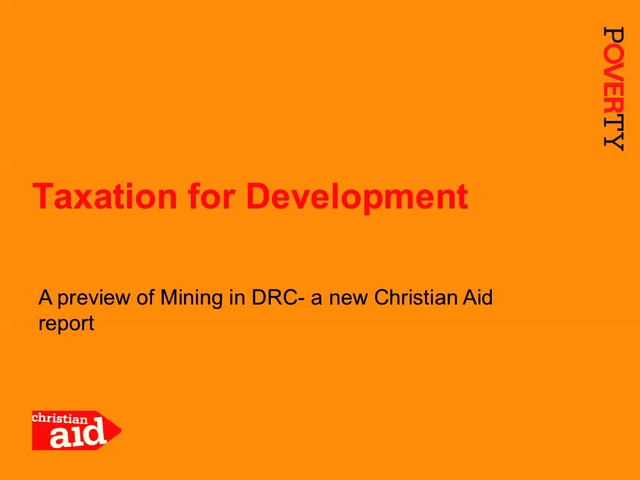 POVERTY
Taxation for Development
A preview of Mining in DRC- a new Christian Aid
report
christian
aid